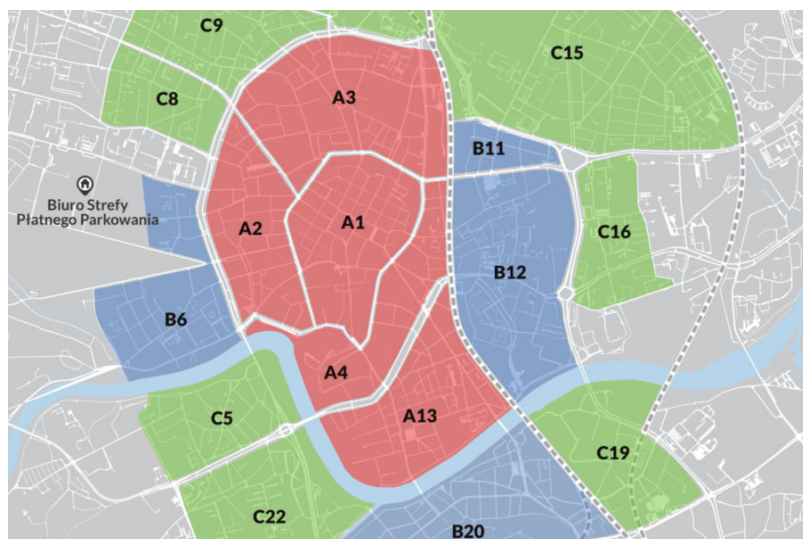 C9
C15
A3
C8
B11
Biuro Strefy
Płatnego Parkowania
A2
A1
C16
B12
B6
A4
C5
A13
C19
C22
B20